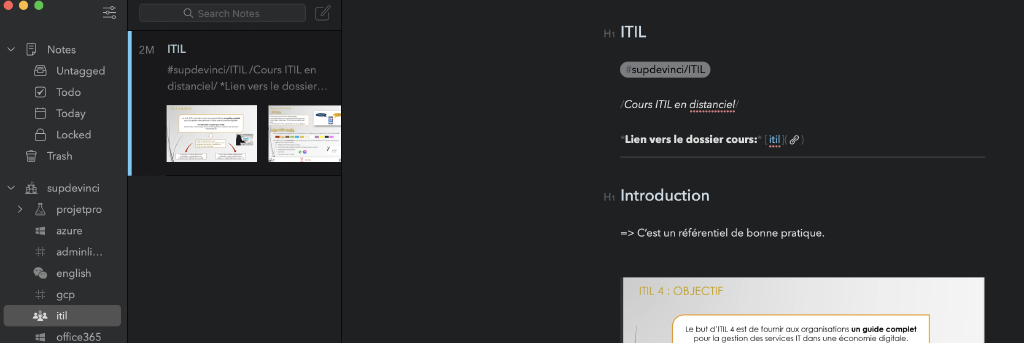 Search Notes
Notes
Untagged
Todo
Today
Locked
Trash
supdevinci
projetpro
azure
adminli...
english
gcp
itil
office365
2M
ITIL
#supdevinci/ITIL /Cours ITIL en
distanciel/ *Lien vers le dossier...
H1 ITIL
#supdevinci/ITIL
/Cours ITIL en distanciel/
*Lien vers le dossier cours:* [itil]( )
H1 Introduction
=> C'est un référentiel de bonne pratique.
ITIL 4 : OBJECTIF
Le but d'ITIL 4 est de fournir aux organisations un guide complet
pour la gestion des services IT dans une économie digitale.